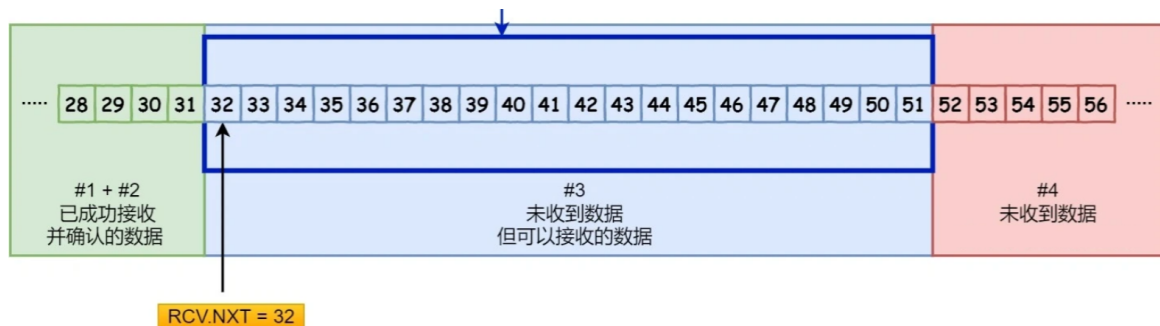 ..... 28 29 30 31 32 33 34 35 36 37 38 39 40 41 42 43 44 45 46 47 48 49 50 51 52 53 54 55 56 .....
#1 + #2
已成功接收
并确认的数据
#3
未收到数据
但可以接收的数据
#4
未收到数据
RCV.NXT = 32